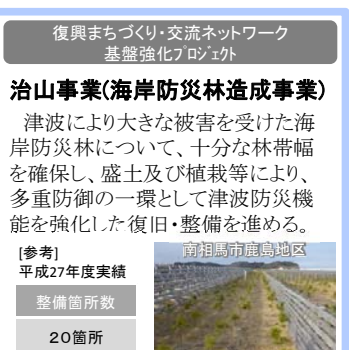 復興まちづくり・交流ネットワーク
基盤強化プロジェクト
治山事業(海岸防災林造成事業)
津波により大きな被害を受けた海
岸防災林について、十分な林帯幅
を確保し、盛土及び植栽等により、
多重防御の一環として津波防災機
能を強化した復旧・整備を進める。
[参考]
平成27年度実績
整備箇所数
20箇所
南相馬市鹿島地区